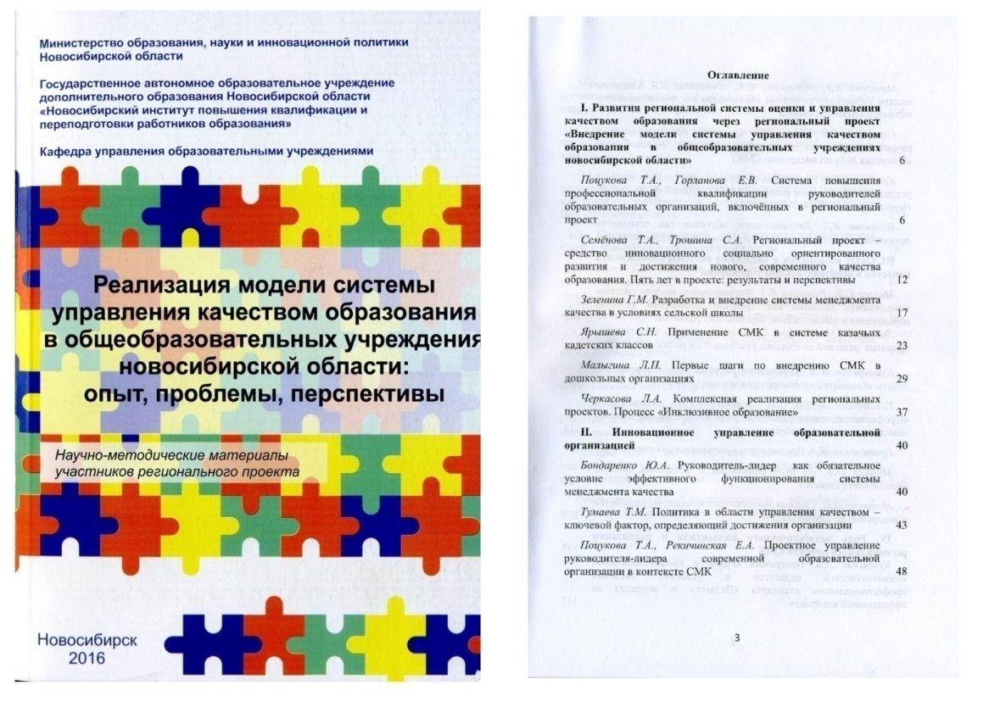 Министерство образования, науки и инновационной политики
Новосибирской области
Государственное автономное образовательное учреждение
дополнительного образования Новосибирской области
«Новосибирский институт повышения квалификации и
переподготовки работников образования»
Кафедра управления образовательными учреждениями
Реализация модели системы
управления качеством образования
в общеобразовательных учреждения
новосибирской области:
опыт, проблемы, перспективы
Научно-методические материалы
участников регионального проекта
Новосибирск
2016
Оглавление
I. Развития региональной системы оценки и управления
качеством образования через региональный проект
«Внедрение модели системы управления качеством
образования в общеобразовательных учреждениях
новосибирской области» 6
Поцукова Т.А., Горланова Е.В. Система повышения
профессиональной квалификации руководителей
образовательных организаций, включённых в региональный
проект 6
Семёнова Т.А., Трошина С.А. Региональный проект –
средство инновационного социально ориентированного
развития и достижения нового, современного качества
образования. Пять лет в проекте: результаты и перспективы 12
Зеленина Г.М. Разработка и внедрение системы менеджмента
качества в условиях сельской школы 17
Ярышева С.Н. Применение СМК в системе казачьих
кадетских классов 23
Малыгина Л.П. Первые шаги по внедрению СМК в
дошкольных организациях 29
Черкасова Л.А. Комплексная реализация региональных
проектов. Процесс «Инклюзивное образование» 37
II. Инновационное управление образовательной
организацией 40
Бондаренко Ю.А. Руководитель-лидер как обязательное
условие эффективного функционирования системы
менеджмента качества 40
Тумаева Т.М. Политика в области управления качеством –
ключевой фактор, определяющий достижения организации 43
Поцукова Т.А., Рекичинская Е.А. Проектное управление
руководителя-лидера современной образовательной
организации в контексте СМК 48
3